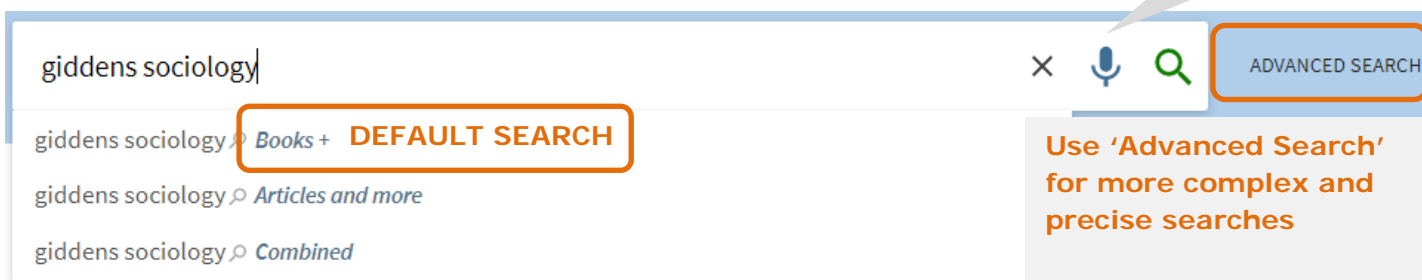 giddens sociology
ADVANCED SEARCH
giddens sociology Books + DEFAULT SEARCH
giddens sociology Articles and more
giddens sociology Combined
Use ‘Advanced Search’
for more complex and
precise searches